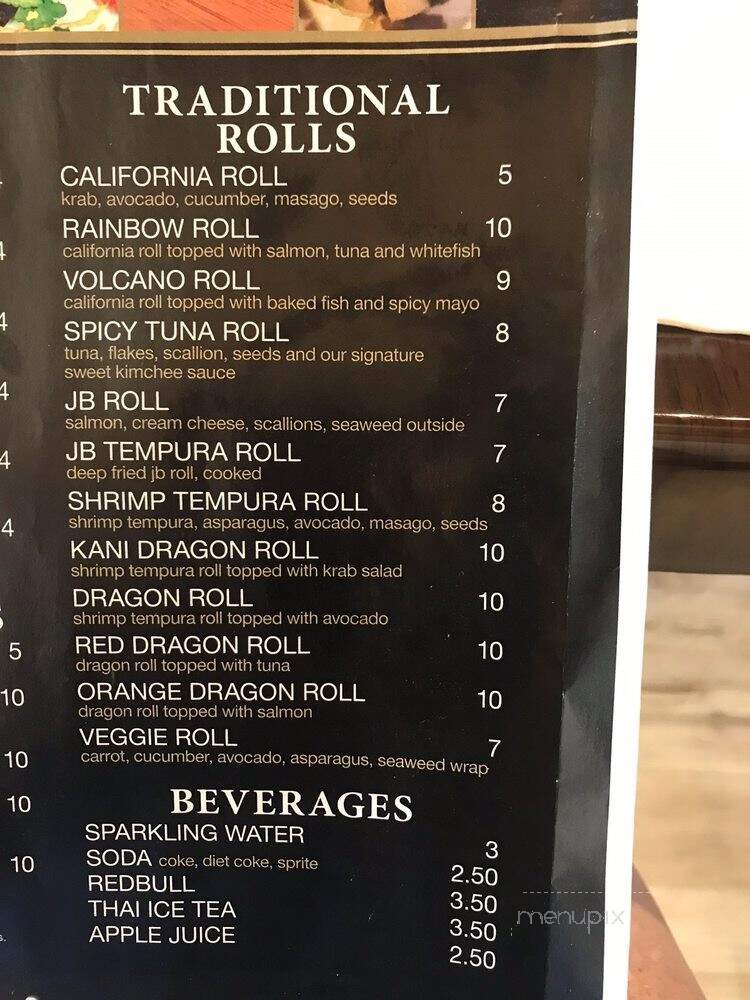 TRADITIONAL
ROLLS
CALIFORNIA ROLL 5
krab, avocado, cucumber, masago, seeds
RAINBOW ROLL 10
california roll topped with salmon, tuna and whitefish
VOLCANO ROLL 9
california roll topped with baked fish and spicy mayo
SPICY TUNA ROLL 8
tuna, flakes, scallion, seeds and our signature
sweet kimchee sauce
JB ROLL 7
salmon, cream cheese, scallions, seaweed outside
JB TEMPURA ROLL 7
deep fried jb roll, cooked
SHRIMP TEMPURA ROLL 8
shrimp tempura, asparagus, avocado, masago, seeds
KANI DRAGON ROLL 10
shrimp tempura roll topped with krab salad
DRAGON ROLL 10
shrimp tempura roll topped with avocado
RED DRAGON ROLL 10
dragon roll topped with tuna
ORANGE DRAGON ROLL 10
dragon roll topped with salmon
VEGGIE ROLL 7
carrot, cucumber, avocado, asparagus, seaweed wrap
BEVERAGES
SPARKLING WATER 3
SODA coke, diet coke, sprite 2.50
REDBULL 3.50
THAI ICE TEA 3.50
APPLE JUICE 2.50
4
4
4
4
5
10
10
10
10
menupix